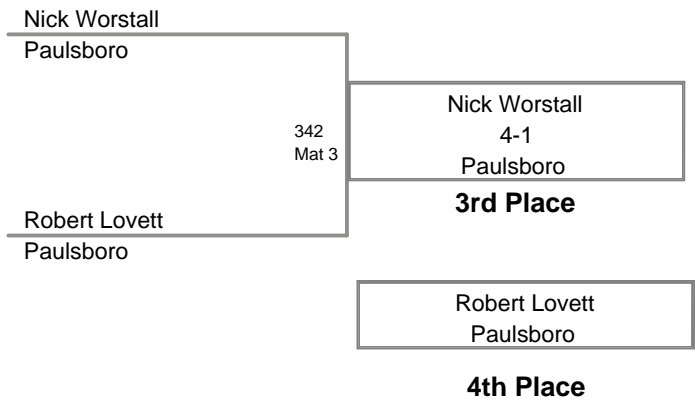 Nick Worstall
Paulsboro
342
Mat 3
Nick Worstall
4-1
Paulsboro
3rd Place
Robert Lovett
Paulsboro
Robert Lovett
Paulsboro
4th Place